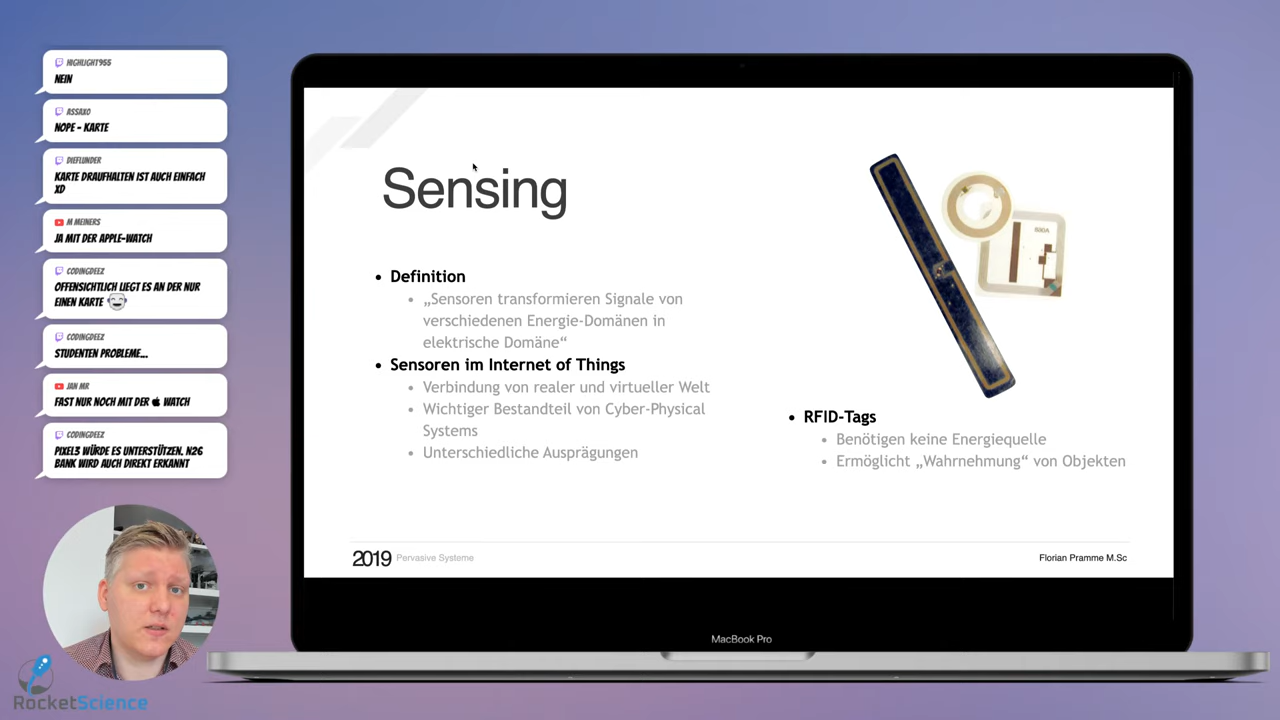 HIGHLIGHT955
NEIN
ASSAXO
NOPE - KARTE
DIEFLUNDER
KARTE DRAUFHALTEN IST AUCH EINFACH
XD
M MEINERS
JA MIT DER APPLE-WATCH
CODINGDEEZ
OFFENSICHTLICH LIEGT ES AN DER NUR
EINEN KARTE
CODINGDEEZ
STUDENTEN PROBLEME...
JAN MR
FAST NUR NOCH MIT DER WATCH
CODINGDEEZ
PIXEL3 WÜRDE ES UNTERSTÜTZEN. N26
BANK WIRD AUCH DIREKT ERKANNT
RocketScience
Sensing
• Definition
• „Sensoren transformieren Signale von
verschiedenen Energie-Domänen in
elektrische Domäne“
• Sensoren im Internet of Things
• Verbindung von realer und virtueller Welt
• Wichtiger Bestandteil von Cyber-Physical
Systems
• Unterschiedliche Ausprägungen
• RFID-Tags
• Benötigen keine Energiequelle
• Ermöglicht „Wahrnehmung“ von Objekten
2019 Pervasive Systeme
Florian Pramme M.Sc
MacBook Pro